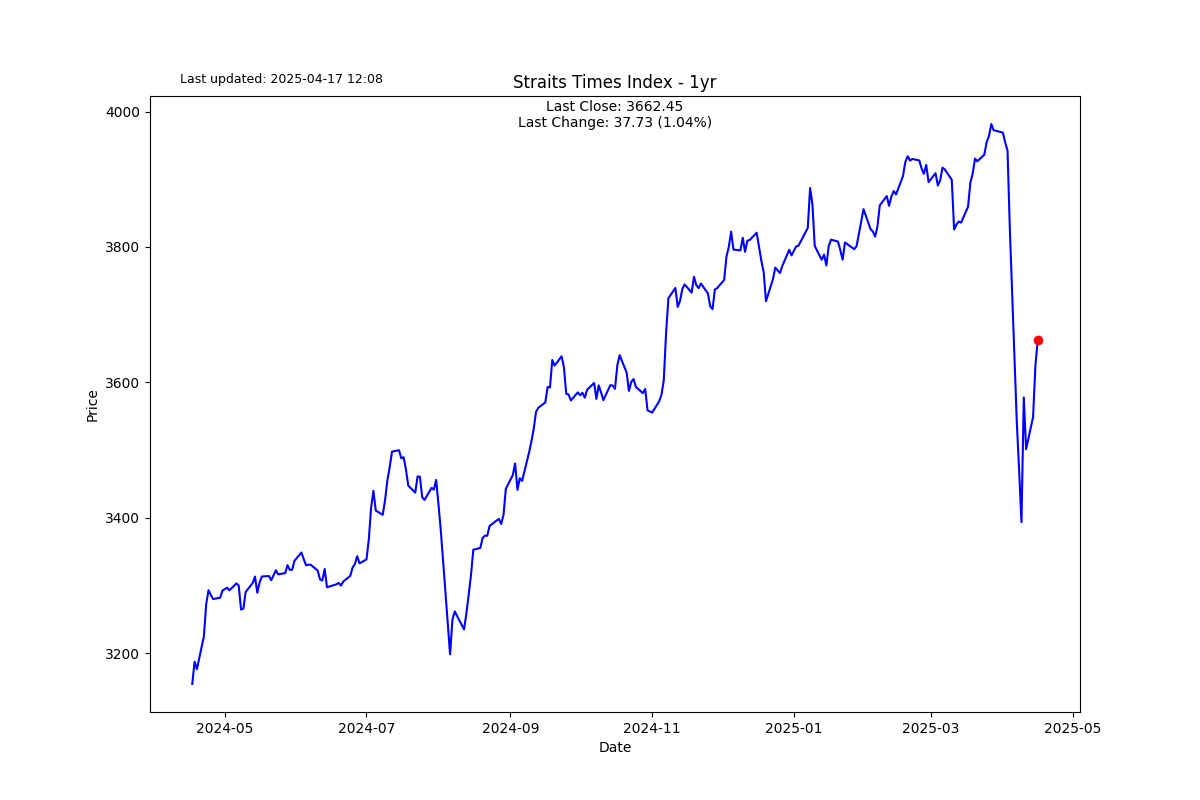 Last updated: 2025-04-17 12:08
Straits Times Index - 1yr
Last Close: 3662.45
Last Change: 37.73 (1.04%)
4000
3800
3600
3400
3200
Price
2024-05
2024-07
2024-09
2024-11
2025-01
2025-03
2025-05
Date